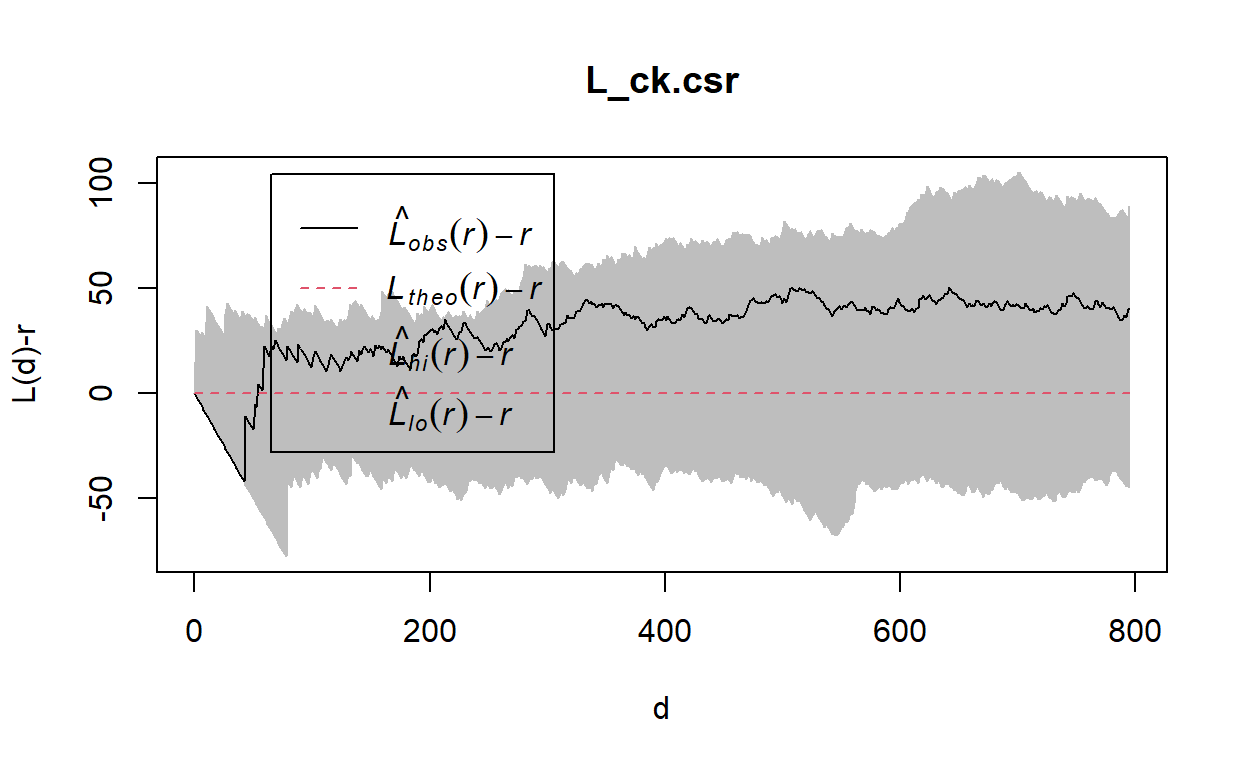 L_ck.csr
L(d)-r
100
50
0
-50
L̂obs(r) − r
Ltheo(r) − r
L̂hi(r) − r
L̂lo(r) − r
0 200 400 600 800
d